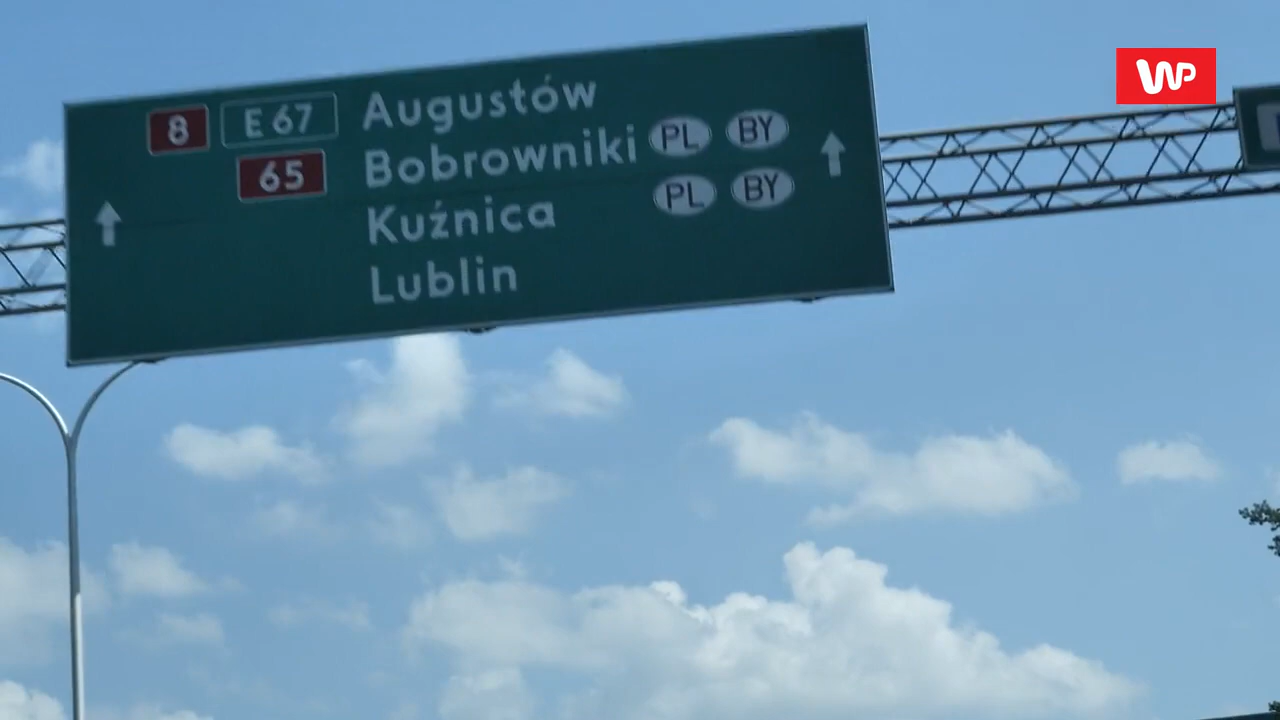 8 E 67 Augustów
65 Bobrowniki PL BY
Kuźnica PL BY
Lublin
WP